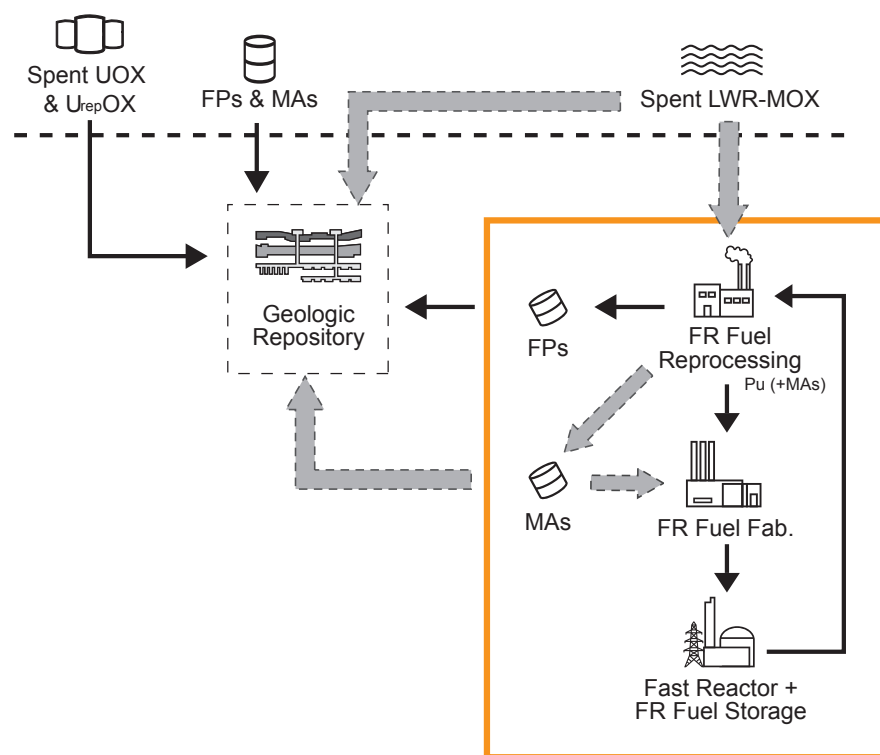 Spent UOX
& UrepOX
FPs & MAs
Spent LWR-MOX
Geologic
Repository
FPs
FR Fuel
Reprocessing
Pu (+MAs)
MAs
FR Fuel Fab.
Fast Reactor +
FR Fuel Storage